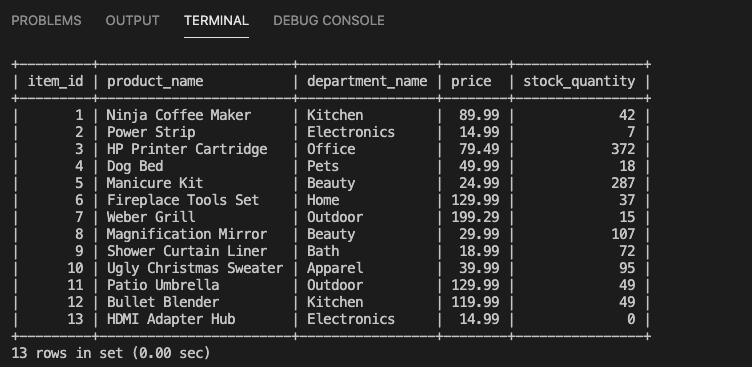 PROBLEMS OUTPUT TERMINAL DEBUG CONSOLE
+---------+------------------------+-----------------+--------+----------------+
| item_id | product_name           | department_name | price  | stock_quantity |
+---------+------------------------+-----------------+--------+----------------+
|       1 | Ninja Coffee Maker     | Kitchen         |  89.99 |             42 |
|       2 | Power Strip            | Electronics     |  14.99 |              7 |
|       3 | HP Printer Cartridge   | Office          |  79.49 |            372 |
|       4 | Dog Bed                | Pets            |  49.99 |             18 |
|       5 | Manicure Kit           | Beauty          |  24.99 |            287 |
|       6 | Fireplace Tools Set    | Home            | 129.99 |             37 |
|       7 | Weber Grill            | Outdoor         | 199.29 |             15 |
|       8 | Magnification Mirror   | Beauty          |  29.99 |            107 |
|       9 | Shower Curtain Liner   | Bath            |  18.99 |             72 |
|      10 | Ugly Christmas Sweater | Apparel         |  39.99 |             95 |
|      11 | Patio Umbrella         | Outdoor         | 129.99 |             49 |
|      12 | Bullet Blender         | Kitchen         | 119.99 |             49 |
|      13 | HDMI Adapter Hub       | Electronics     |  14.99 |              0 |
+---------+------------------------+-----------------+--------+----------------+
13 rows in set (0.00 sec)